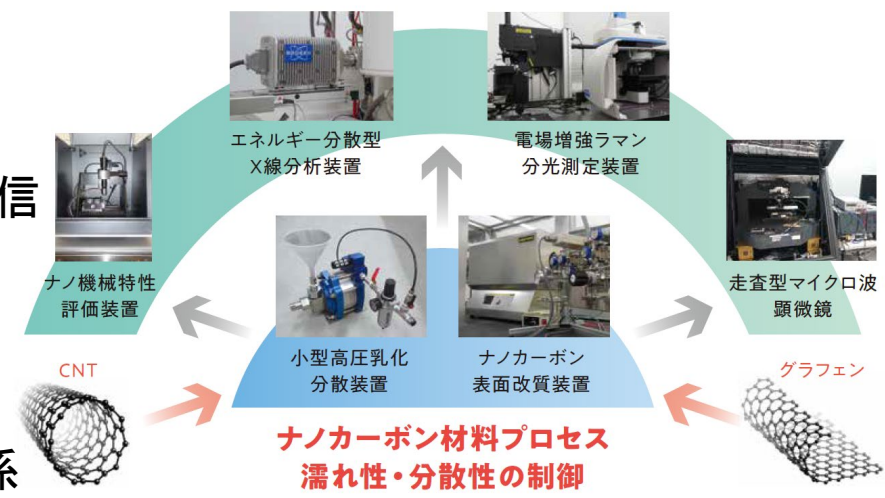 エネルギー分散型
X線分析装置
電場増強ラマン
分光測定装置
信
ナノ機械特性
評価装置
走査型マイクロ波
顕微鏡
小型高圧乳化
分散装置
ナノカーボン
表面改質装置
CNT
グラフェン
ナノカーボン材料プロセス
濡れ性・分散性の制御
係